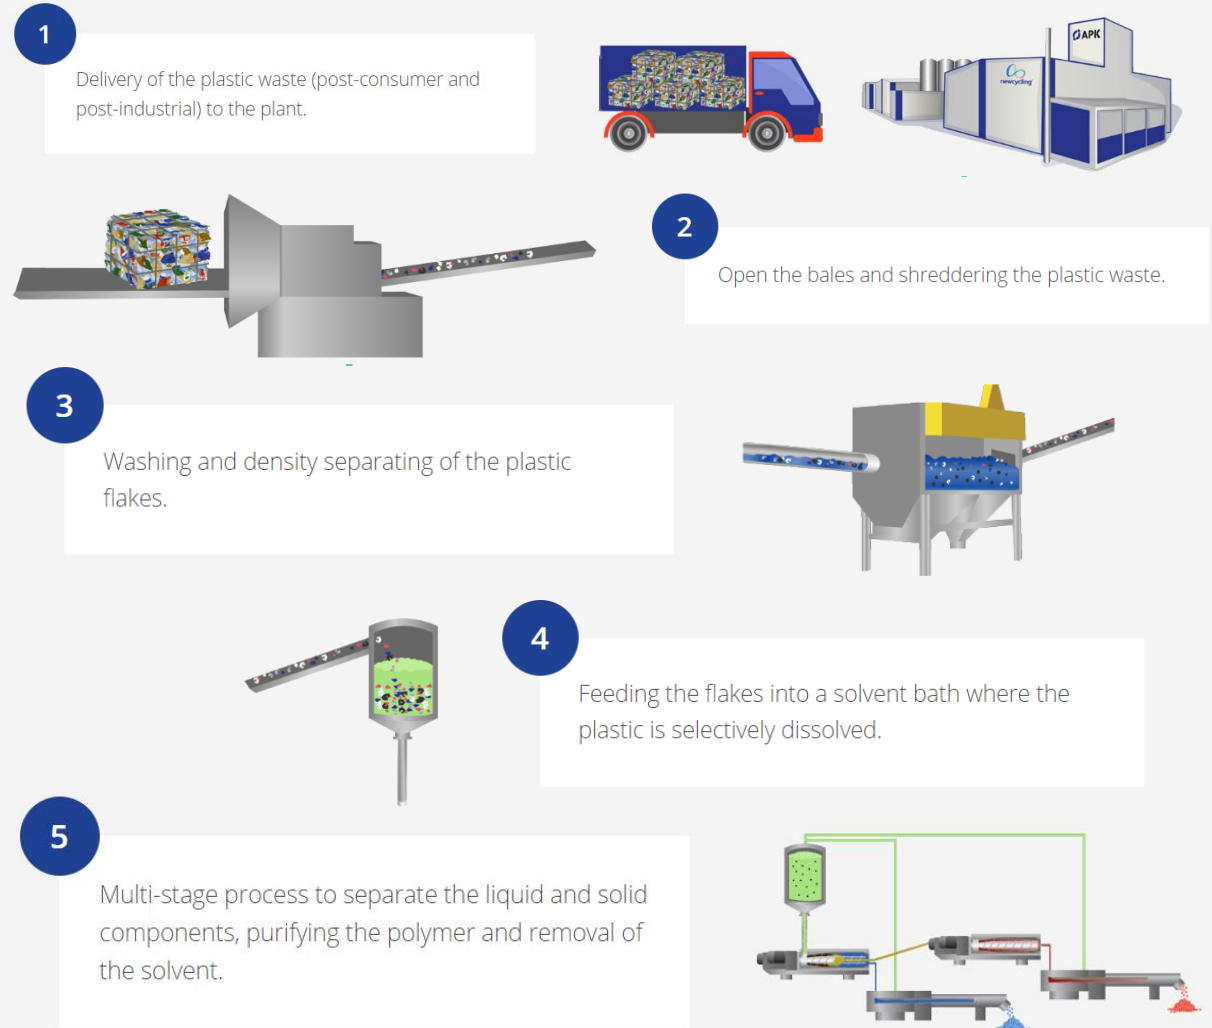 1
Delivery of the plastic waste (post-consumer and
post-industrial) to the plant.
APK
newcycling
2
Open the bales and shreddering the plastic waste.
3
Washing and density separating of the plastic
flakes.
4
Feeding the flakes into a solvent bath where the
plastic is selectively dissolved.
5
Multi-stage process to separate the liquid and solid
components, purifying the polymer and removal of
the solvent.